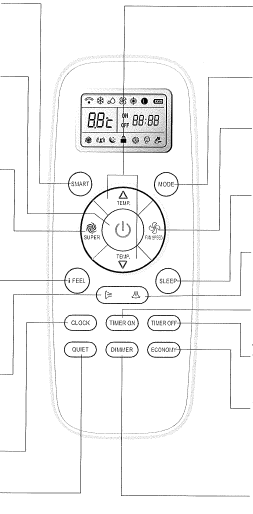 ECO
88°c ON OFF 88:88
SMART
MODE
TEMP.
SUPER
FAN SPEED
TEMP.
I FEEL
SLEEP
CLOCK
TIMER ON
TIMER OFF
QUIET
DIMMER
ECONOMY